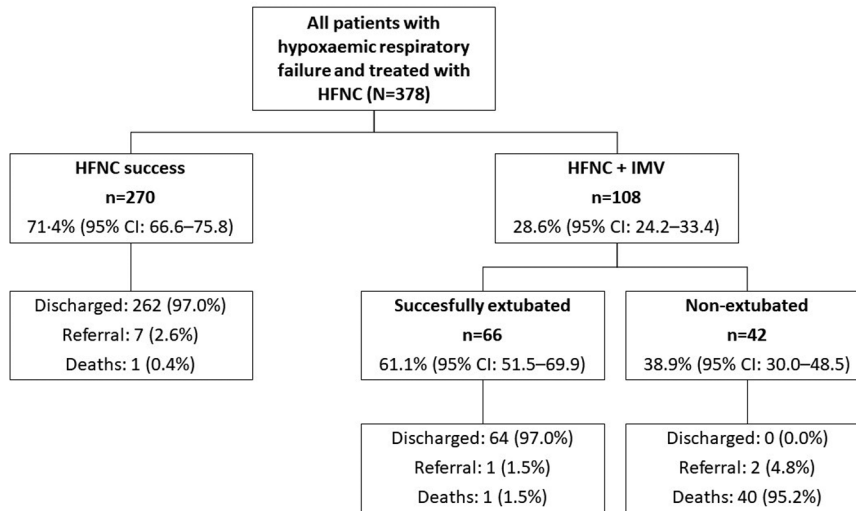 All patients with
hypoxaemic respiratory
failure and treated with
HFNC (N=378)
HFNC success
n=270
71·4% (95% CI: 66.6–75.8)
HFNC + IMV
n=108
28.6% (95% CI: 24.2–33.4)
Discharged: 262 (97.0%)
Referral: 7 (2.6%)
Deaths: 1 (0.4%)
Succesfully extubated
n=66
61.1% (95% CI: 51.5–69.9)
Non-extubated
n=42
38.9% (95% CI: 30.0–48.5)
Discharged: 64 (97.0%)
Referral: 1 (1.5%)
Deaths: 1 (1.5%)
Discharged: 0 (0.0%)
Referral: 2 (4.8%)
Deaths: 40 (95.2%)